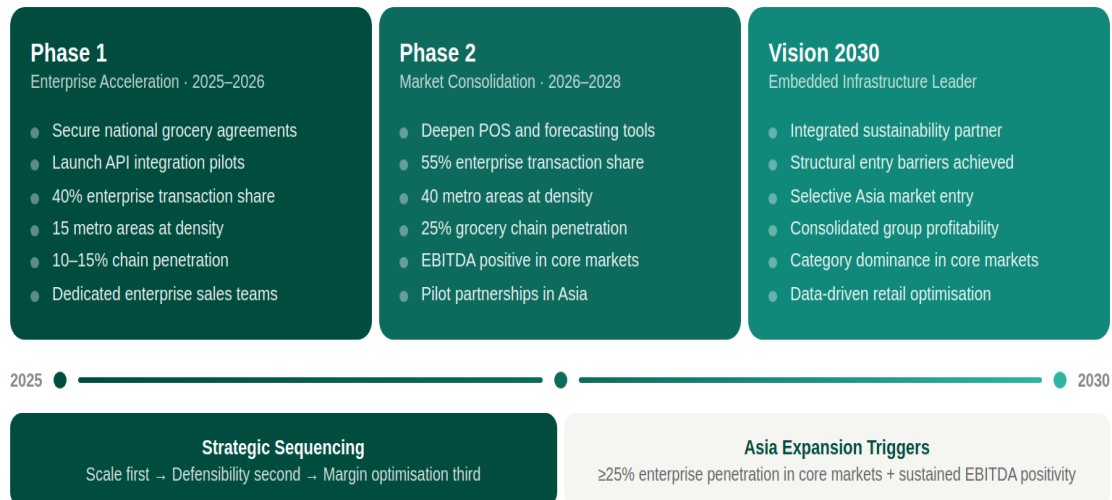 Phase 1
Enterprise Acceleration · 2025–2026
Secure national grocery agreements
Launch API integration pilots
40% enterprise transaction share
15 metro areas at density
10–15% chain penetration
Dedicated enterprise sales teams
Phase 2
Market Consolidation · 2026–2028
Deepen POS and forecasting tools
55% enterprise transaction share
40 metro areas at density
25% grocery chain penetration
EBITDA positive in core markets
Pilot partnerships in Asia
Vision 2030
Embedded Infrastructure Leader
Integrated sustainability partner
Structural entry barriers achieved
Selective Asia market entry
Consolidated group profitability
Category dominance in core markets
Data-driven retail optimisation
2025
2030
Strategic Sequencing
Scale first → Defensibility second → Margin optimisation third
Asia Expansion Triggers
≥25% enterprise penetration in core markets + sustained EBITDA positivity